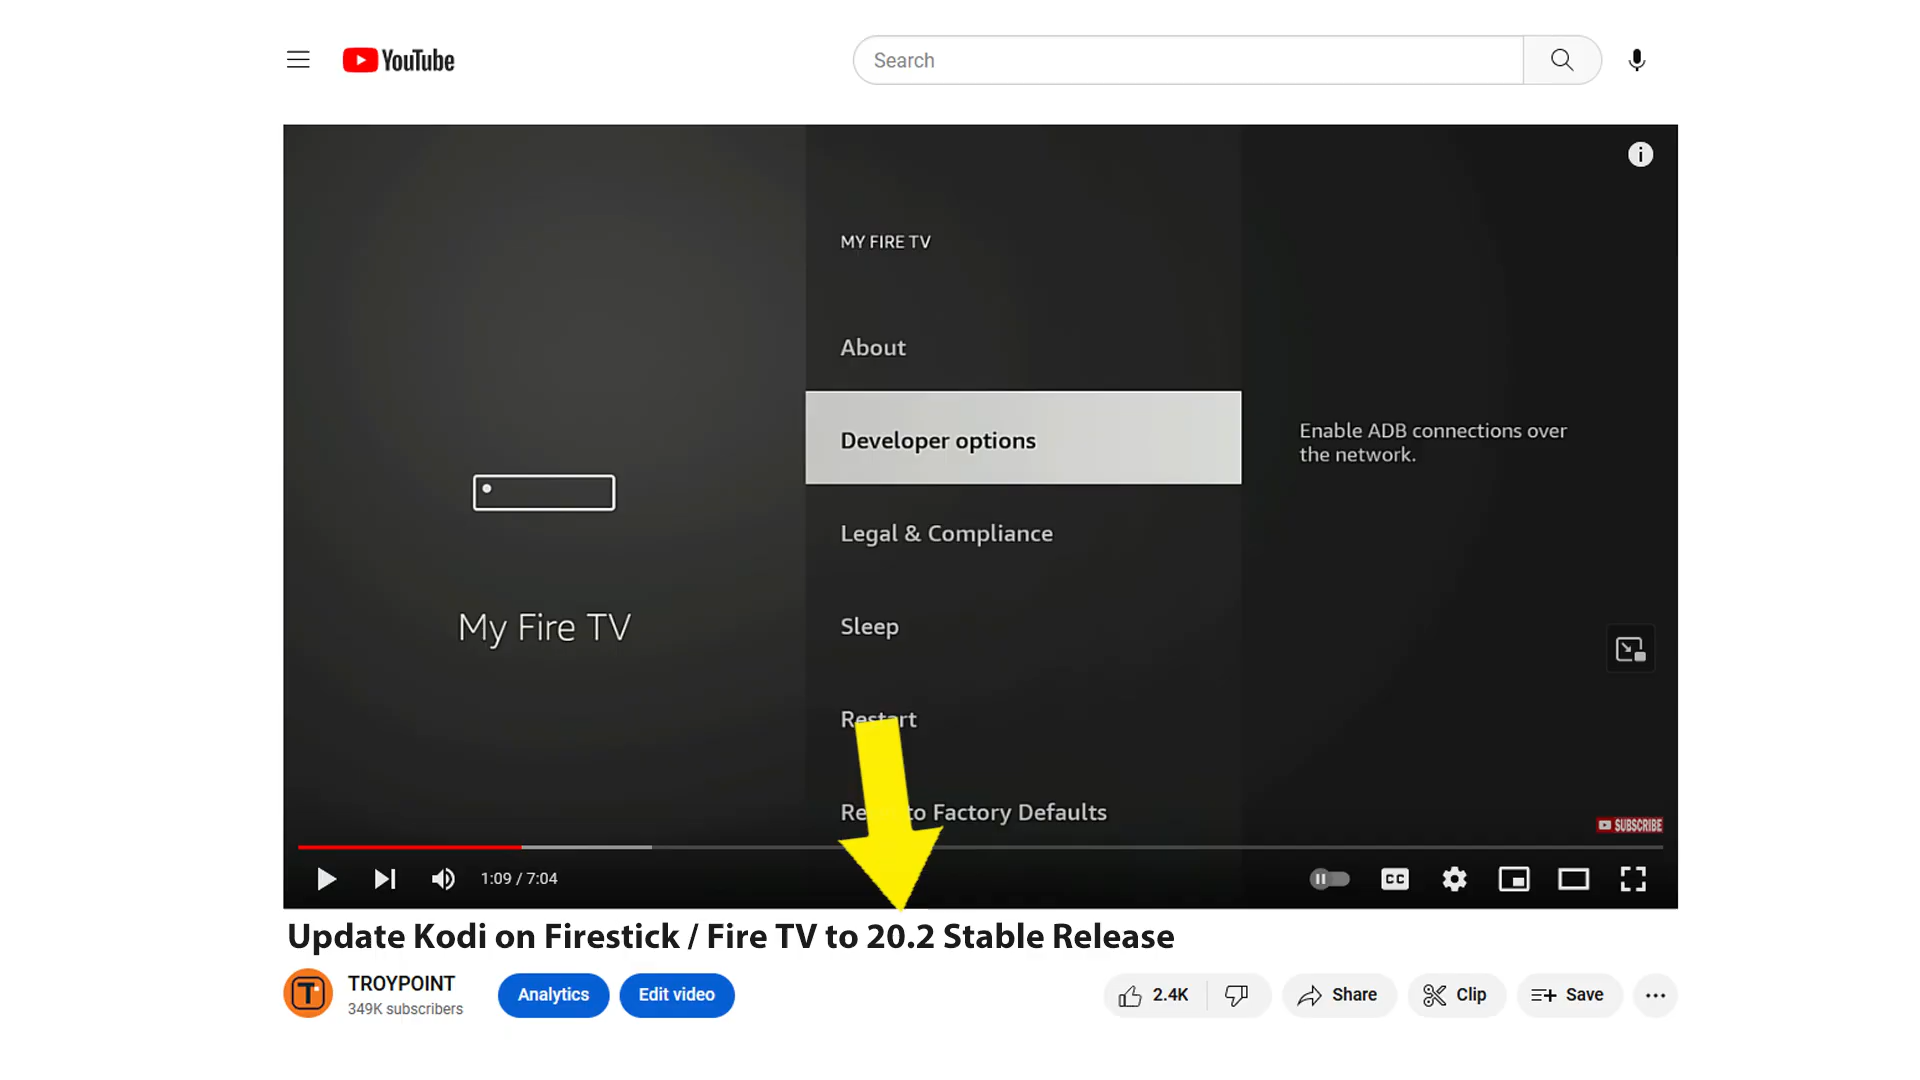 YouTube
Search
MY FIRE TV
About
Developer options
Enable ADB connections over
the network.
Legal & Compliance
Sleep
My Fire TV
Restart
to Factory Defaults
SUBSCRIBE
1:09 / 7:04
CC
Update Kodi on Firestick / Fire TV to 20.2 Stable Release
TROYPOINT
349K subscribers
Analytics
Edit video
2.4K
Share
Clip
Save